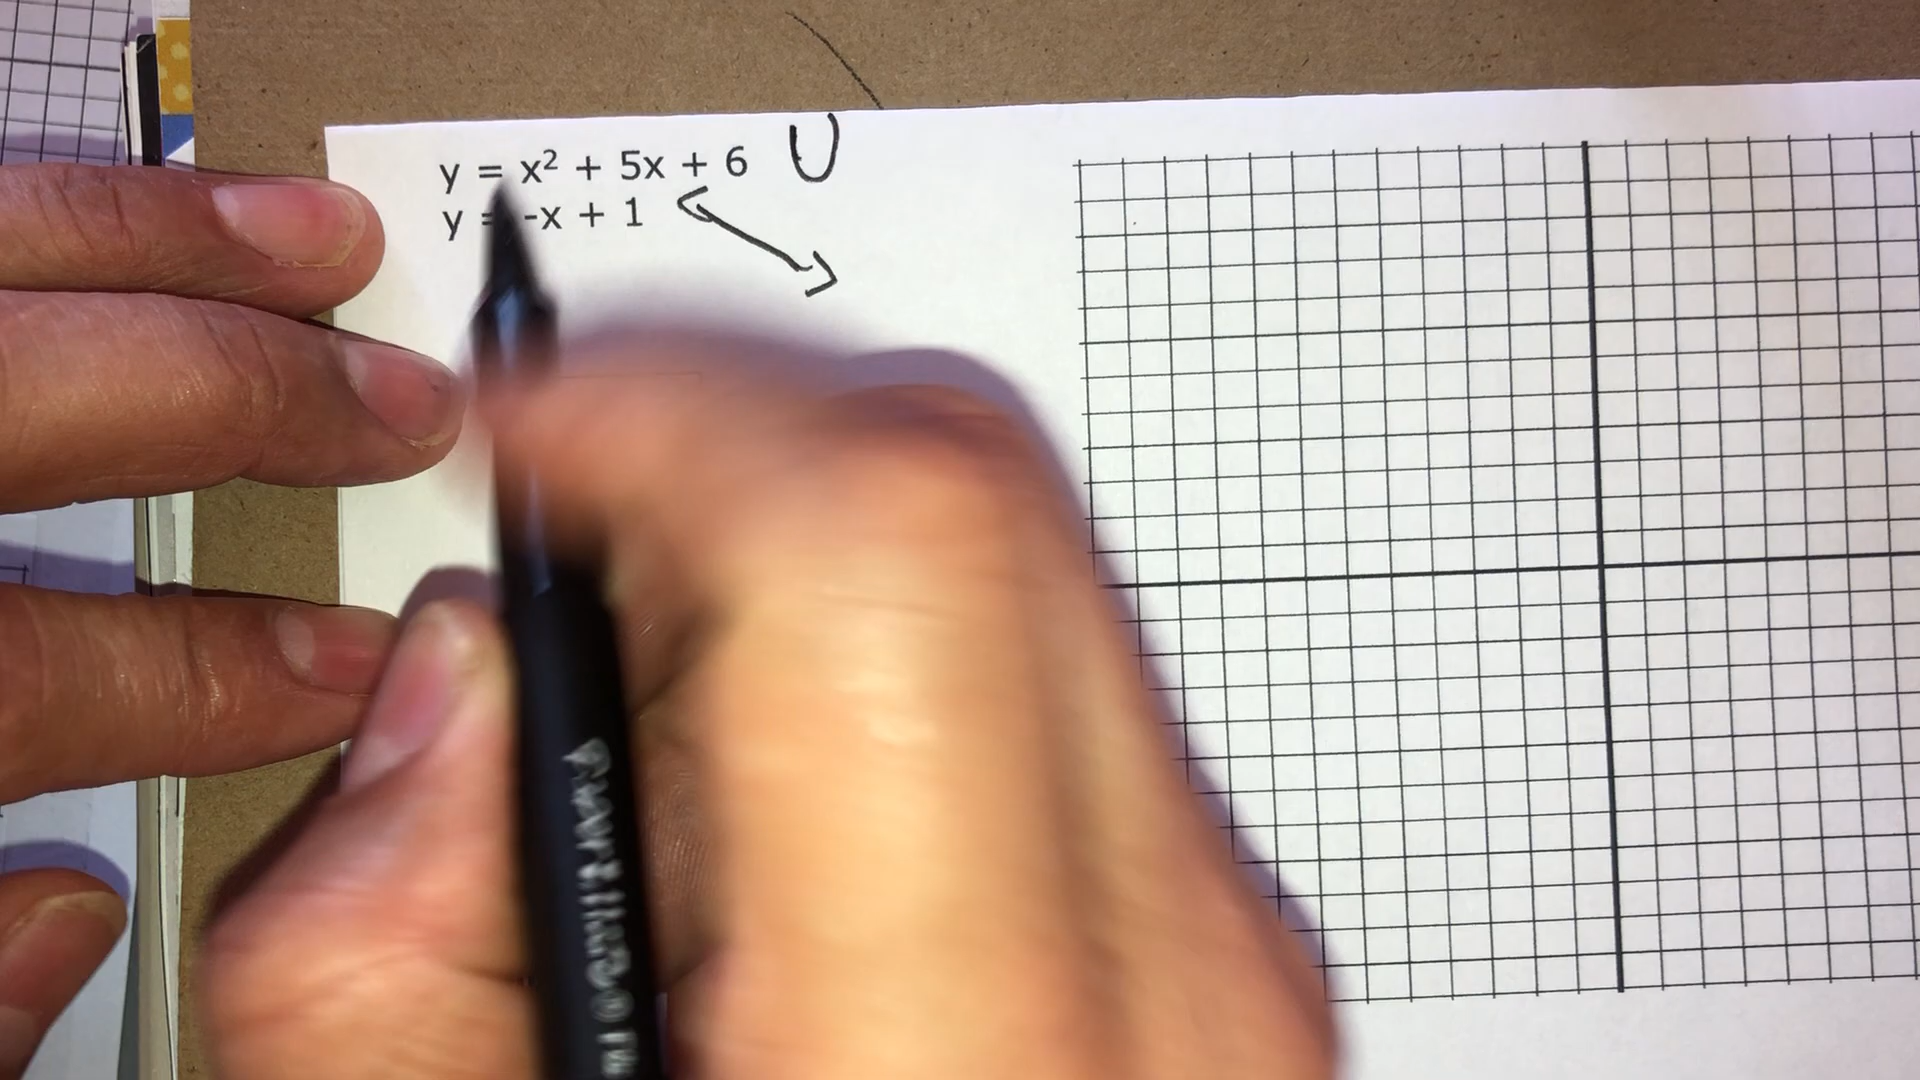 y = x² + 5x + 6
y = -x + 1